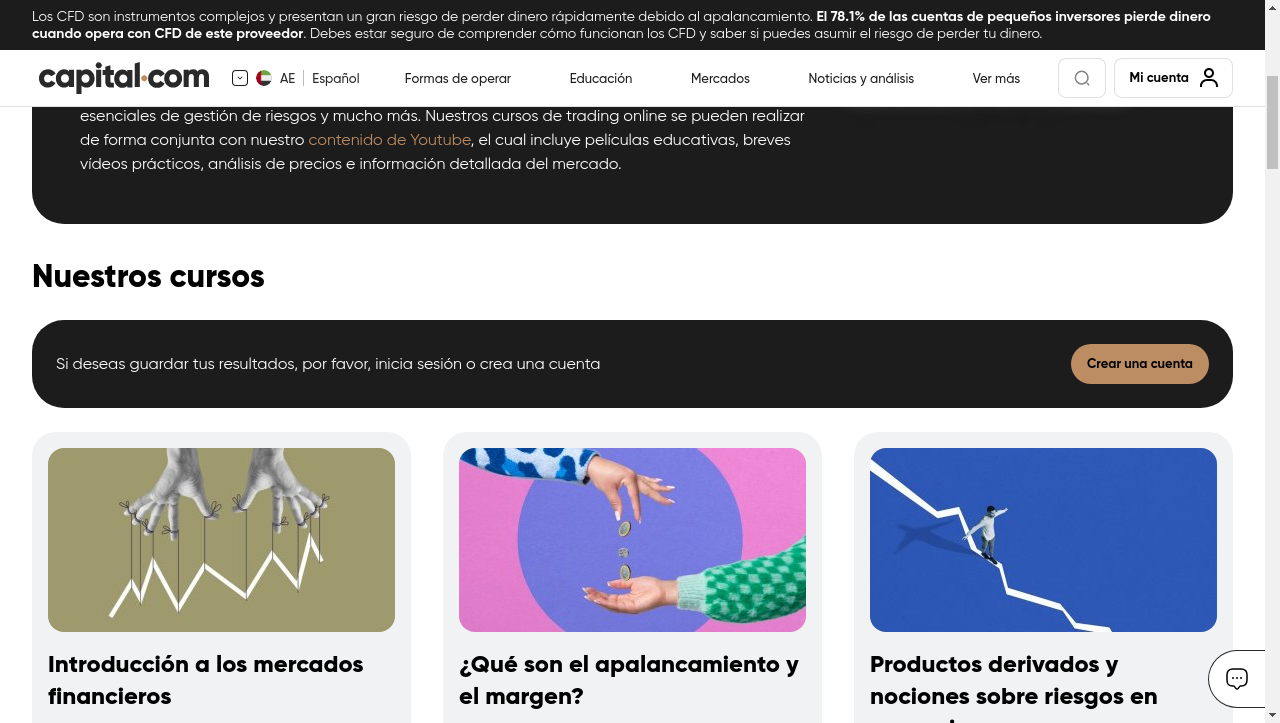 Los CFD son instrumentos complejos y presentan un gran riesgo de perder dinero rápidamente debido al apalancamiento. El 78.1% de las cuentas de pequeños inversores pierde dinero
cuando opera con CFD de este proveedor. Debes estar seguro de comprender cómo funcionan los CFD y saber si puedes asumir el riesgo de perder tu dinero.
capital.com
AE
Español
Formas de operar
Educación
Mercados
Noticias y análisis
Ver más
Mi cuenta
esenciales de gestión de riesgos y mucho más. Nuestros cursos de trading online se pueden realizar
de forma conjunta con nuestro contenido de Youtube, el cual incluye películas educativas, breves
vídeos prácticos, análisis de precios e información detallada del mercado.
Nuestros cursos
Si deseas guardar tus resultados, por favor, inicia sesión o crea una cuenta
Crear una cuenta
Introducción a los mercados
financieros
¿Qué son el apalancamiento y
el margen?
Productos derivados y
nociones sobre riesgos en